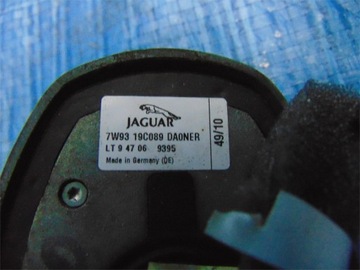 JAGUAR
7W93 19C089 DA0NER
LT 9 47 06 9395
Made in Germany (DE)
49/10